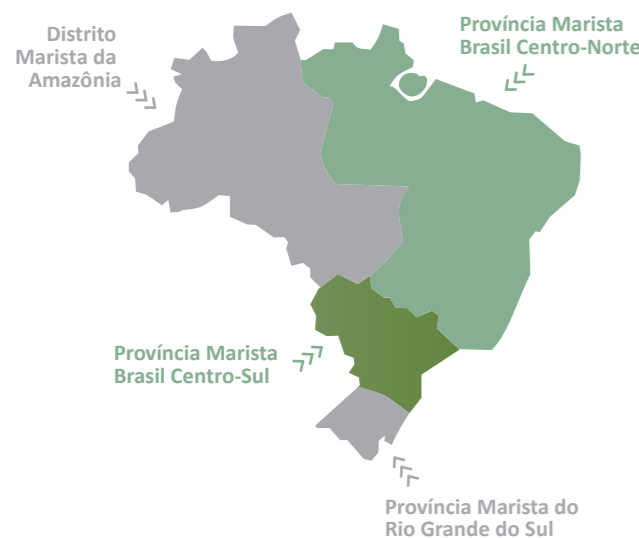 Distrito
Marista da
Amazônia
Província Marista
Brasil Centro-Norte
Província Marista
Brasil Centro-Sul
Província Marista do
Rio Grande do Sul